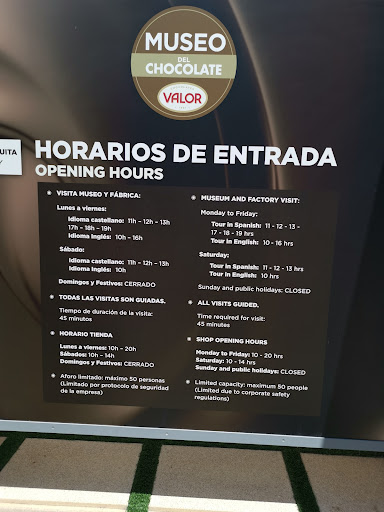 MUSEO
DEL
CHOCOLATE
VALOR
UITA
HORARIOS DE ENTRADA
OPENING HOURS
VISITA MUSEO Y FÁBRICA:
Lunes a viernes:
Idioma castellano: 11h – 12h – 13h
17h – 18h – 19h
Idioma Inglés: 10h – 16h
Sábado:
Idioma castellano: 11h – 12h – 13h
Idioma Inglés: 10h
Domingos y Festivos: CERRADO
TODAS LAS VISITAS SON GUIADAS.
Tiempo de duración de la visita:
45 minutos
HORARIO TIENDA
Lunes a viernes: 10h – 20h
Sábados: 10h – 14h
Domingos y Festivos: CERRADO
Aforo limitado: máximo 50 personas
(Limitado por protocolo de seguridad
de la empresa)
MUSEUM AND FACTORY VISIT:
Monday to Friday:
Tour in Spanish: 11 - 12 - 13 -
17 - 18 - 19 hrs
Tour in English: 10 - 16 hrs
Saturday:
Tour in Spanish: 11 - 12 - 13 hrs
Tour in English: 10 hrs
Sunday and public holidays: CLOSED
ALL VISITS GUIDED.
Time required for visit:
45 minutes
SHOP OPENING HOURS
Monday to Friday: 10 - 20 hrs
Saturday: 10 - 14 hrs
Sunday and public holidays: CLOSED
Limited capacity: maximum 50 people
(Limited due to corporate safety
regulations)